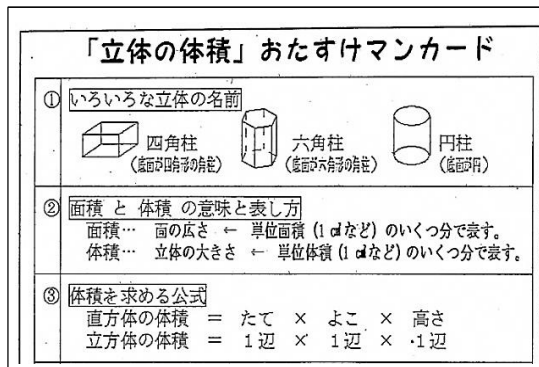 「立体の体積」おたすけマンカード
① いろいろな立体の名前
四角柱 六角柱 円柱
(底面が四角形の角柱) (底面が六角形の角柱) (底面が円)
② 面積 と 体積 の意味と表し方
面積… 面の広さ ← 単位面積 (1㎠など) のいくつ分で表す。
体積… 立体の大きさ ← 単位体積 (1㎤など) のいくつ分で表す。
③ 体積を求める公式
直方体の体積 = たて × よこ × 高さ
立方体の体積 = 1辺 × 1辺 × 1辺